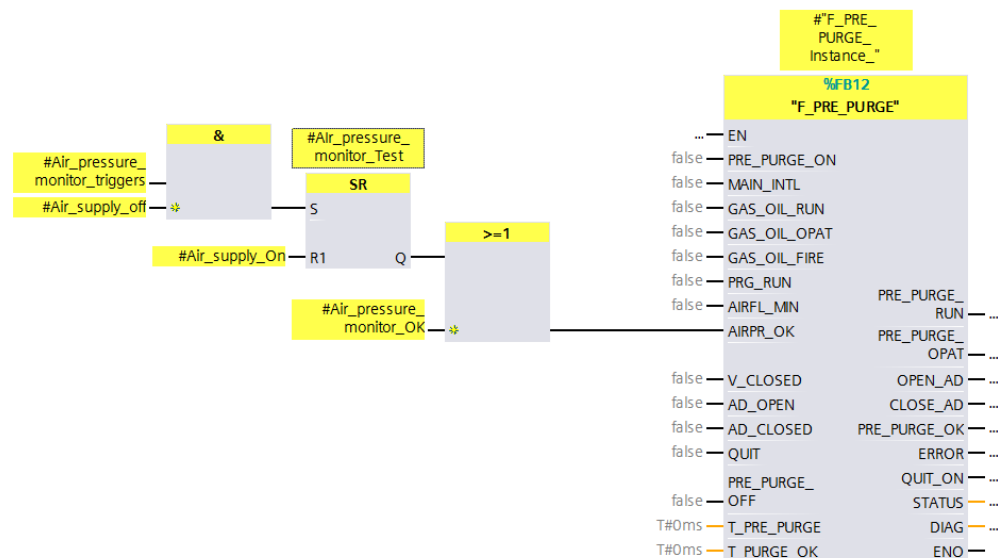 #"F_PRE_
PURGE_
Instance_"
%FB12
"F_PRE_PURGE"
&
#Air_pressure_
monitor_triggers
#Air_supply_off
#AIr_pressure_
monitor_Test
SR
S
#Air_supply_On
R1
Q
>=1
#Air_pressure_
monitor_OK
... EN
false PRE_PURGE_ON
false MAIN_INTL
false GAS_OIL_RUN
false GAS_OIL_OPAT
false GAS_OIL_FIRE
false PRG_RUN
false AIRFL_MIN
AIRPR_OK
false V_CLOSED
false AD_OPEN
false AD_CLOSED
false QUIT
PRE_PURGE_
false OFF
T#0ms T_PRE_PURGE
T#0ms T_PURGE_OK
PRE_PURGE_
RUN ...
PRE_PURGE_
OPAT ...
OPEN_AD ...
CLOSE_AD ...
PRE_PURGE_OK ...
ERROR ...
QUIT_ON ...
STATUS ...
DIAG ...
ENO